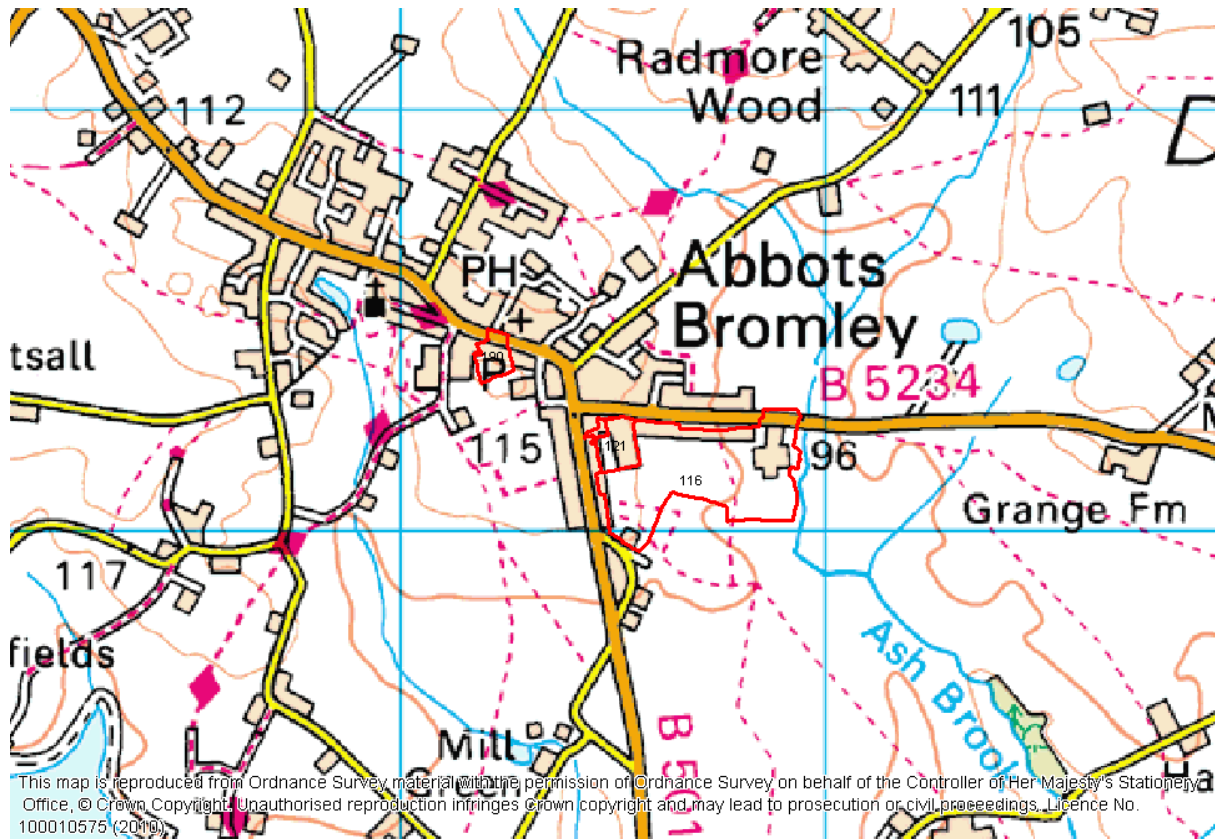 105
Radmore
Wood
111
112
D
PH
Abbots
Bromley
tsall
P
B 5234
115
121
96
116
Grange Fm
117
fields
Ash Brook
Mill
B 5013
Ha
This map is reproduced from Ordnance Survey material with the permission of Ordnance Survey on behalf of the Controller of Her Majesty's Stationery
Office, © Crown Copyright. Unauthorised reproduction infringes Crown copyright and may lead to prosecution or civil proceedings. Licence No.
100010575 (2010)